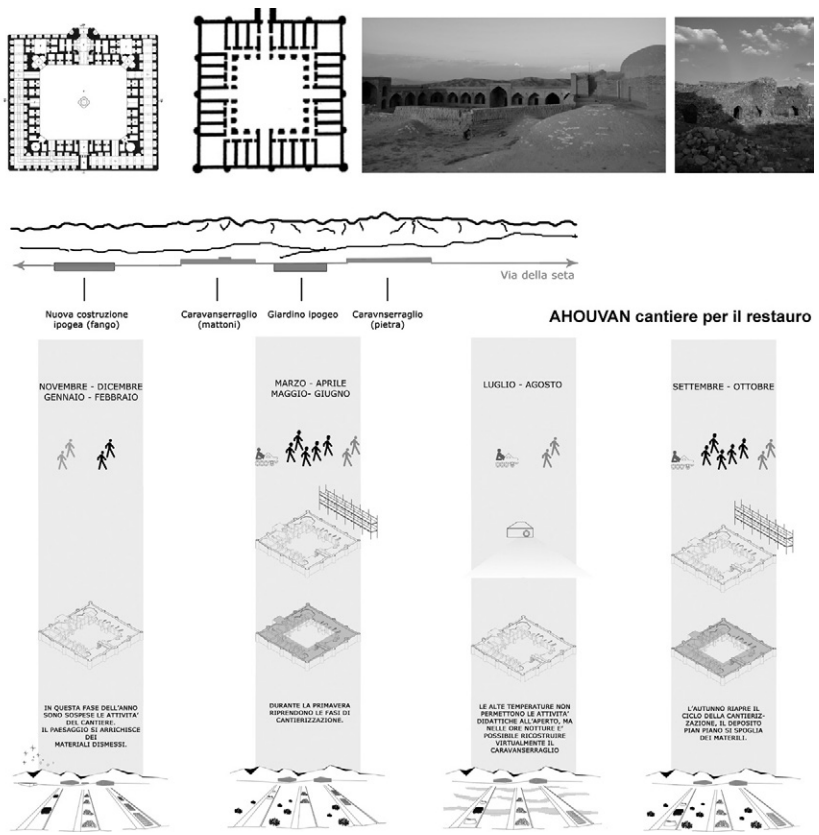 Via della seta
Nuova costruzione
ipogea (fango)
Caravanserraglio
(mattoni)
Giardino ipogeo
Caravnserraglio
(pietra)
AHOUVAN cantiere per il restauro
NOVEMBRE - DICEMBRE
GENNAIO - FEBBRAIO
MARZO - APRILE
MAGGIO- GIUGNO
LUGLIO - AGOSTO
SETTEMBRE - OTTOBRE
IN QUESTA FASE DELL'ANNO
SONO SOSPESE LE ATTIVITA'
DEL CANTIERE.
IL PAESAGGIO SI ARRICHISCE
DEI
MATERIALI DISMESSI.
DURANTE LA PRIMAVERA
RIPRENDONO LE FASI DI
CANTIERIZZAZIONE.
LE ALTE TEMPERATURE NON
PERMETTONO LE ATTIVITA'
DIDATTICHE ALL'APERTO, MA
NELLE ORE NOTTURE E'
POSSIBILE RICOSTRUIRE
VIRTUALMENTE IL
CARAVANSERRAGLIO
L'AUTUNNO RIAPRE IL
CICLO DELLA CANTIERIZ-
ZAZIONE, IL DEPOSITO
PIAN PIANO SI SPOGLIA
DEI MATERILI.